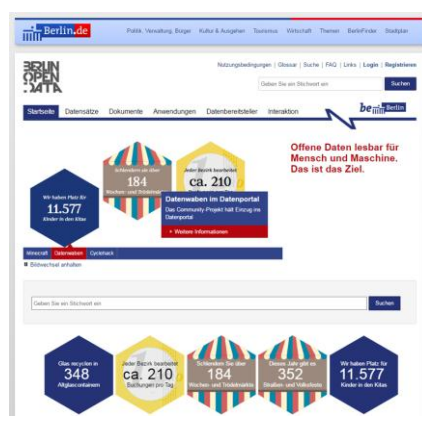 Berlin.de
Politik, Verwaltung, Bürger Kultur & Ausgehen Tourismus Wirtschaft Themen BerlinFinder Stadtplan
BERLIN
OPEN
DATA
Nutzungsbedingungen | Glossar | Suche | FAQ | Links | Login | Registrieren
Geben Sie ein Stichwort ein
Suchen
Startseite Datensätze Dokumente Anwendungen Datenbereitsteller Interaktion
be Berlin
Offene Daten lesbar für
Mensch und Maschine.
Das ist das Ziel.
Schlendern sie über
184
Wochen- und Trödelmärkte
Jeder Bezirk bearbeitet
ca. 210
Wir haben Platz für
11.577
Kinder in den Kitas
Datenwaben im Datenportal
Das Community-Projekt hält Einzug ins
Datenportal
Weitere Informationen
Minecraft Datenwaben Cyclehack
Bildwechsel anhalten
Geben Sie ein Stichwort ein
Suchen
Glas recyceln in
348
Altglascontainern
Jeder Bezirk bearbeitet
ca. 210
Buchungen pro Tag
Schlendern Sie über
184
Wochen- und Trödelmärkte
Dieses Jahr gibt es
352
Straßen- und Volksfeste
Wir haben Platz für
11.577
Kinder in den Kitas